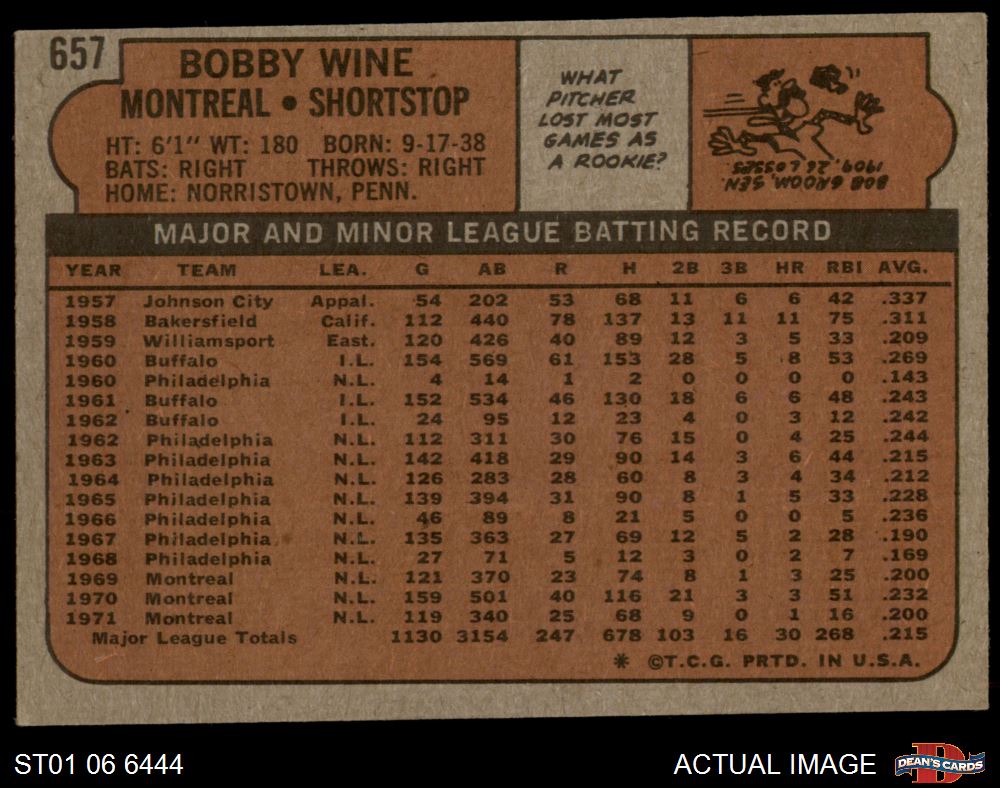 657
BOBBY WINE
MONTREAL • SHORTSTOP
HT: 6'1" WT: 180 BORN: 9-17-38
BATS: RIGHT THROWS: RIGHT
HOME: NORRISTOWN, PENN.
WHAT
PITCHER
LOST MOST
GAMES AS
A ROOKIE?
BOB GROOM, SEN.
1909, 26 LOSSES
MAJOR AND MINOR LEAGUE BATTING RECORD
YEAR TEAM LEA. G AB R H 2B 3B HR RBI AVG.
1957 Johnson City Appal. 54 202 53 68 11 6 6 42 .337
1958 Bakersfield Calif. 112 440 78 137 13 11 11 75 .311
1959 Williamsport East. 120 426 40 89 12 3 5 33 .209
1960 Buffalo I.L. 154 569 61 153 28 5 8 53 .269
1960 Philadelphia N.L. 4 14 1 2 0 0 0 0 .143
1961 Buffalo I.L. 152 534 46 130 18 6 6 48 .243
1962 Buffalo I.L. 24 95 12 23 4 0 3 12 .242
1962 Philadelphia N.L. 112 311 30 76 15 0 4 25 .244
1963 Philadelphia N.L. 142 418 29 90 14 3 6 44 .215
1964 Philadelphia N.L. 126 283 28 60 8 3 4 34 .212
1965 Philadelphia N.L. 139 394 31 90 8 1 5 33 .228
1966 Philadelphia N.L. 46 89 8 21 5 0 0 5 .236
1967 Philadelphia N.L. 135 363 27 69 12 5 2 28 .190
1968 Philadelphia N.L. 27 71 5 12 3 0 2 7 .169
1969 Montreal N.L. 121 370 23 74 8 1 3 25 .200
1970 Montreal N.L. 159 501 40 116 21 3 3 51 .232
1971 Montreal N.L. 119 340 25 68 9 0 1 16 .200
Major League Totals 1130 3154 247 678 103 16 30 268 .215
* ©T.C.G. PRTD. IN U.S.A.
ST01 06 6444
ACTUAL IMAGE
D
DEAN'S CARDS